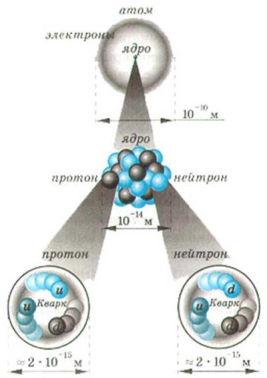 атом
электроны
ядро
10⁻¹⁰ м
ядро
протон
нейтрон
10⁻¹⁴ м
протон
нейтрон
u
Кварк
u
d
d
Кварк
u
d
≈ 2 · 10⁻¹⁵ м
≈ 2 · 10⁻¹⁵ м